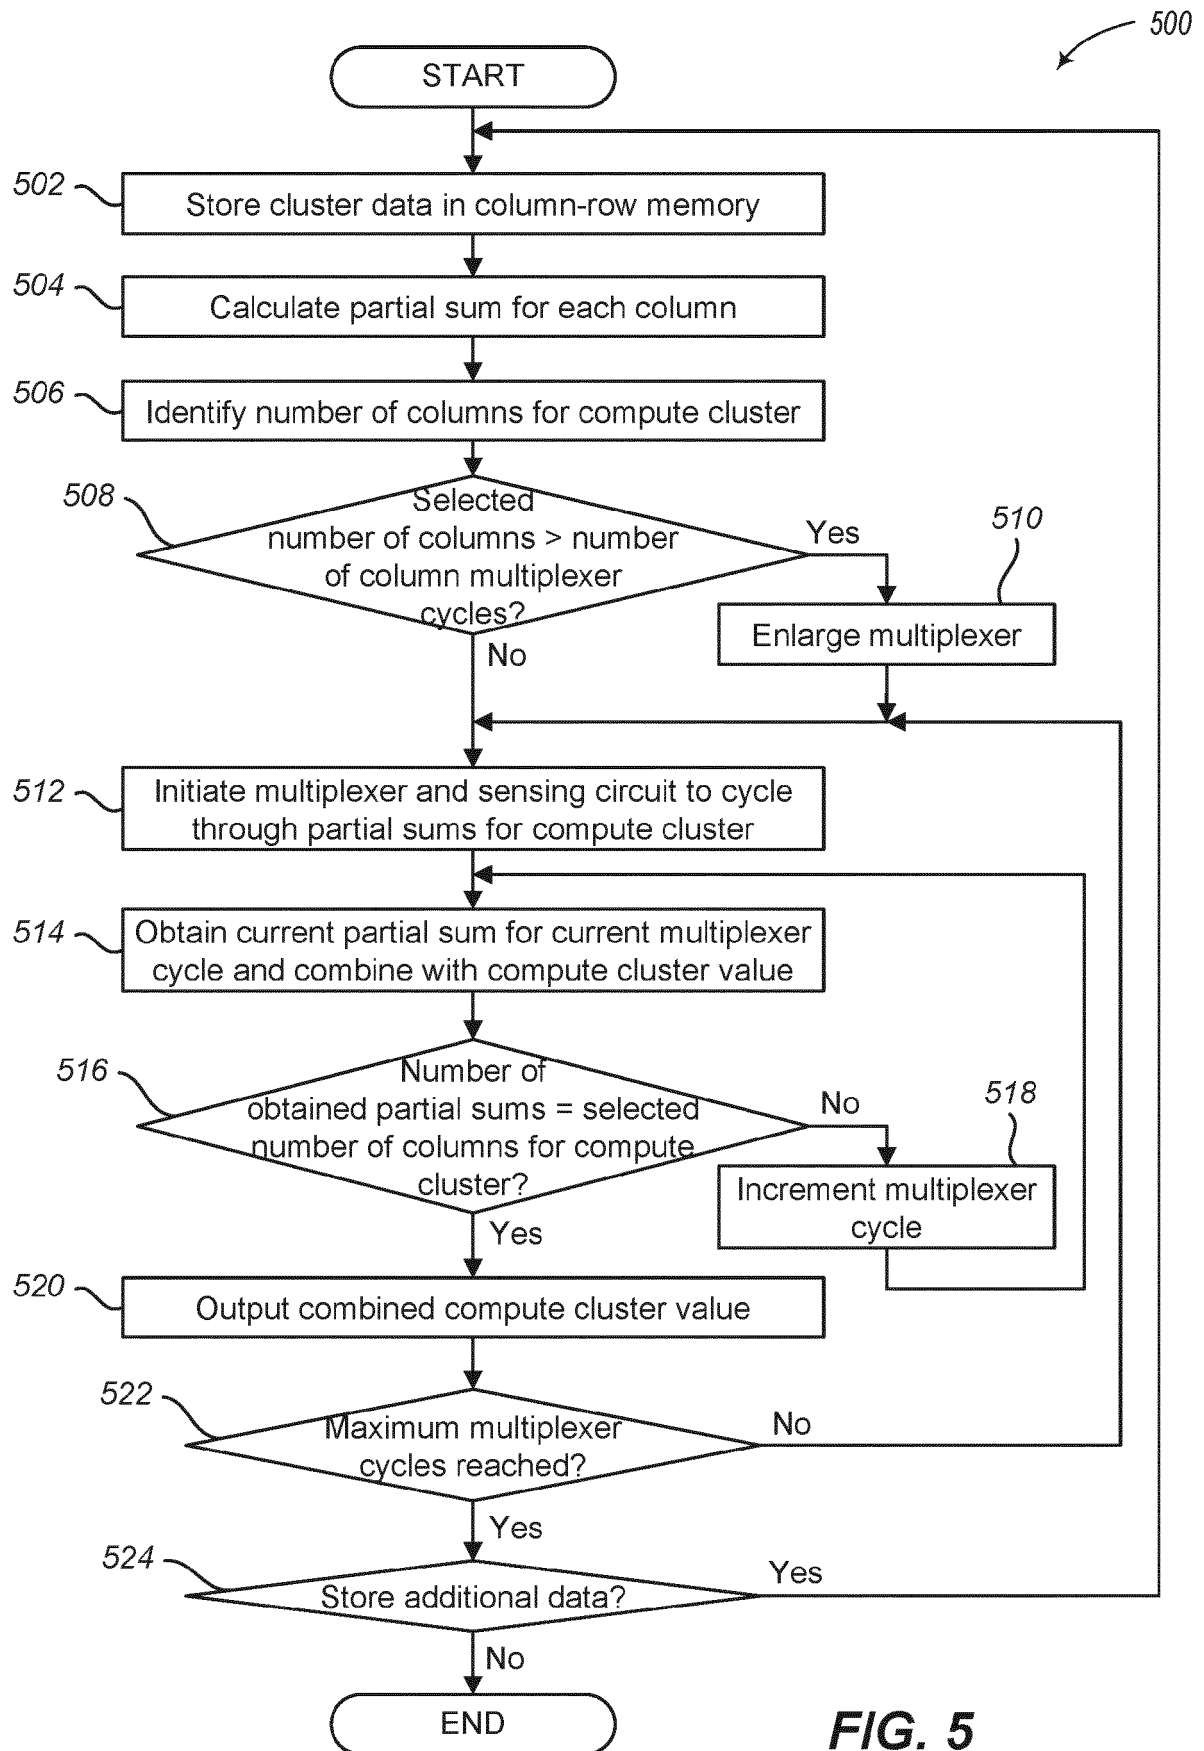 500
START
502
Store cluster data in column-row memory
504
Calculate partial sum for each column
506
Identify number of columns for compute cluster
508
Selected
number of columns > number
of column multiplexer
cycles?
Yes
510
Enlarge multiplexer
No
512
Initiate multiplexer and sensing circuit to cycle
through partial sums for compute cluster
514
Obtain current partial sum for current multiplexer
cycle and combine with compute cluster value
516
Number of
obtained partial sums = selected
number of columns for compute
cluster?
No
518
Increment multiplexer
cycle
Yes
520
Output combined compute cluster value
522
Maximum multiplexer
cycles reached?
No
Yes
524
Store additional data?
Yes
No
END
FIG. 5